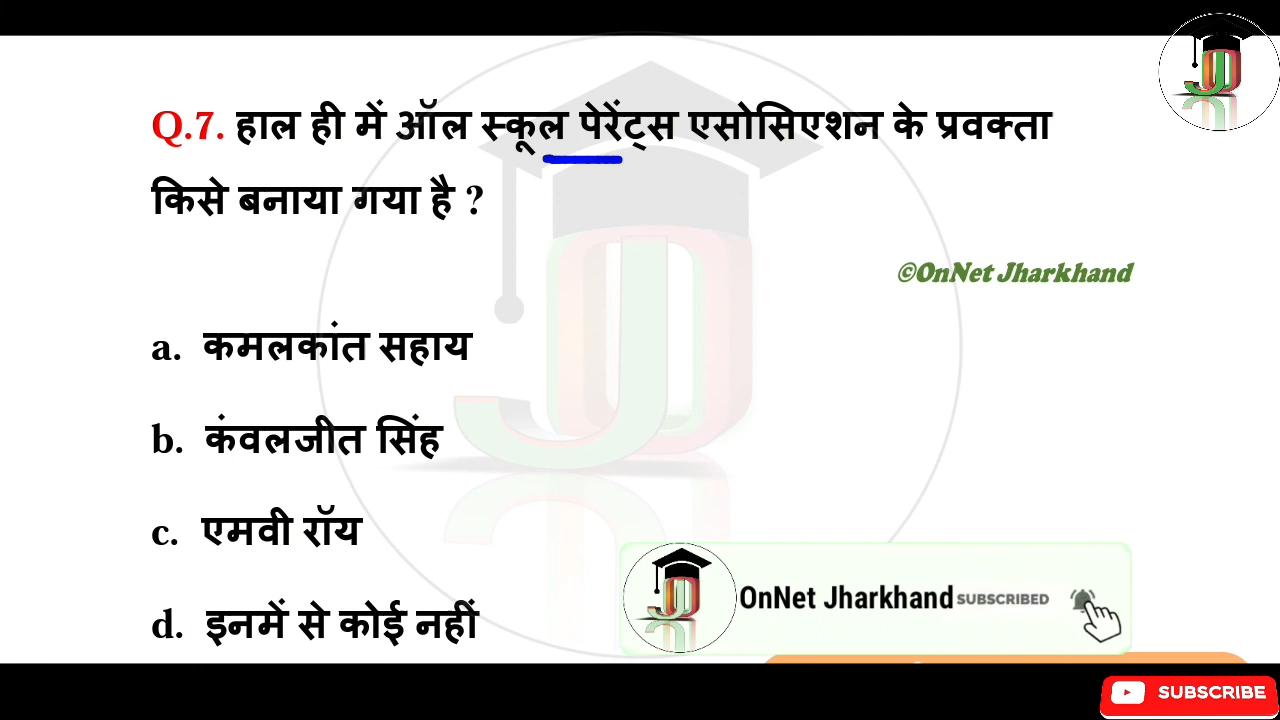 Q.7. हाल ही में ऑल स्कूल पेरेंट्स एसोसिएशन के प्रवक्ता
किसे बनाया गया है ?
©OnNet Jharkhand
a. कमलकांत सहाय
b. कंवलजीत सिंह
c. एमवी रॉय
d. इनमें से कोई नहीं
OnNet Jharkhand SUBSCRIBED
SUBSCRIBE